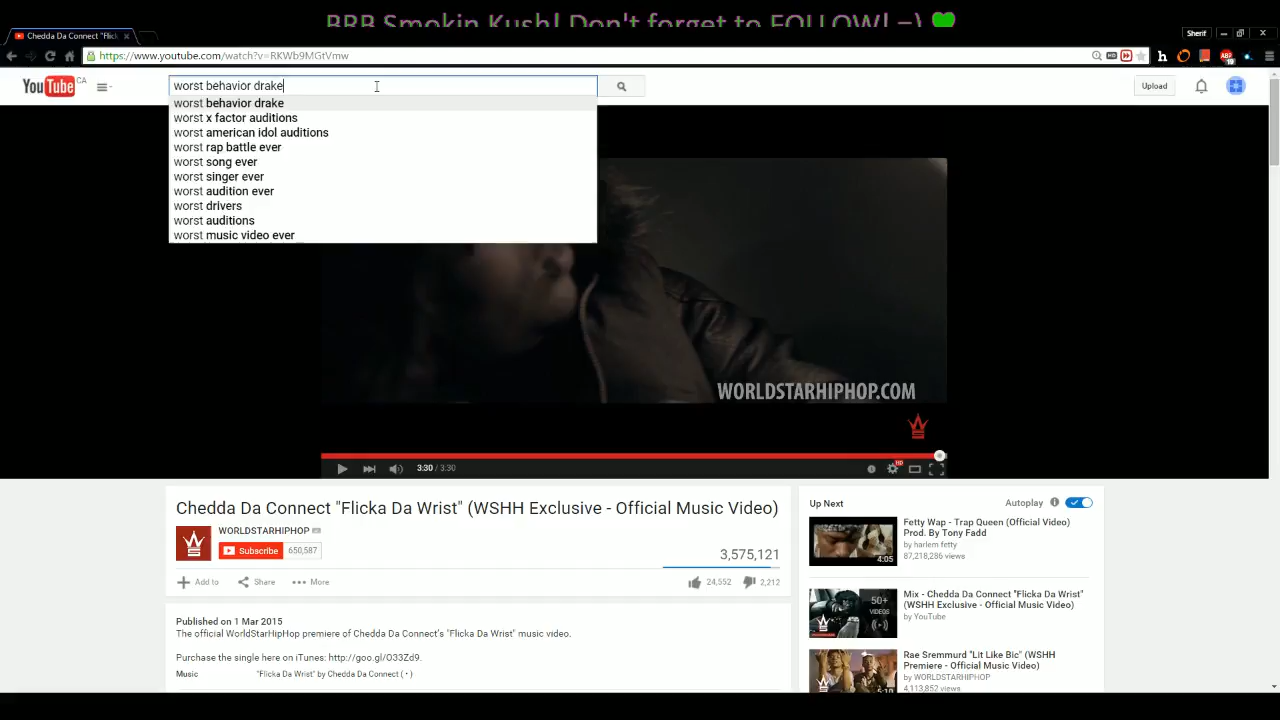 BRB Smokin Kush! Don't forget to FOLLOW! =)
Chedda Da Connect "Flick
Sherif
https://www.youtube.com/watch?v=RKWb9MGtVmw
YouTube CA
worst behavior drake
Upload
worst behavior drake
worst x factor auditions
worst american idol auditions
worst rap battle ever
worst song ever
worst singer ever
worst audition ever
worst drivers
worst auditions
worst music video ever
WORLDSTARHIPHOP.COM
3:30 / 3:30
HD
Chedda Da Connect "Flicka Da Wrist" (WSHH Exclusive - Official Music Video)
WORLDSTARHIPHOP
Subscribe 650,587
3,575,121
Add to Share More
24,552 2,212
Published on 1 Mar 2015
The official WorldStarHipHop premiere of Chedda Da Connect's "Flicka Da Wrist" music video.
Purchase the single here on iTunes: http://goo.gl/O33Zd9.
Music "Flicka Da Wrist" by Chedda Da Connect ( • )
Up Next
Autoplay
Fetty Wap - Trap Queen (Official Video)
Prod. By Tony Fadd
by harlem fetty
87,218,286 views
4:05
Mix - Chedda Da Connect "Flicka Da Wrist"
(WSHH Exclusive - Official Music Video)
by YouTube
50+
VIDEOS
Rae Sremmurd "Lit Like Bic" (WSHH
Premiere - Official Music Video)
by WORLDSTARHIPHOP
4,113,852 views
5:10